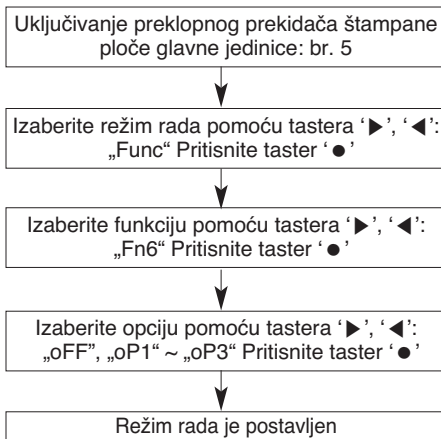 Uključivanje preklopnog prekidača štampane
ploče glavne jedinice: br. 5
Izaberite režim rada pomoću tastera ‘▶’, ‘◀’:
„Func“ Pritisnite taster ‘●’
Izaberite funkciju pomoću tastera ‘▶’, ‘◀’:
„Fn6“ Pritisnite taster ‘●’
Izaberite opciju pomoću tastera ‘▶’, ‘◀’:
„oFF”, „oP1“ ~ „oP3“ Pritisnite taster ‘●’
Režim rada je postavljen